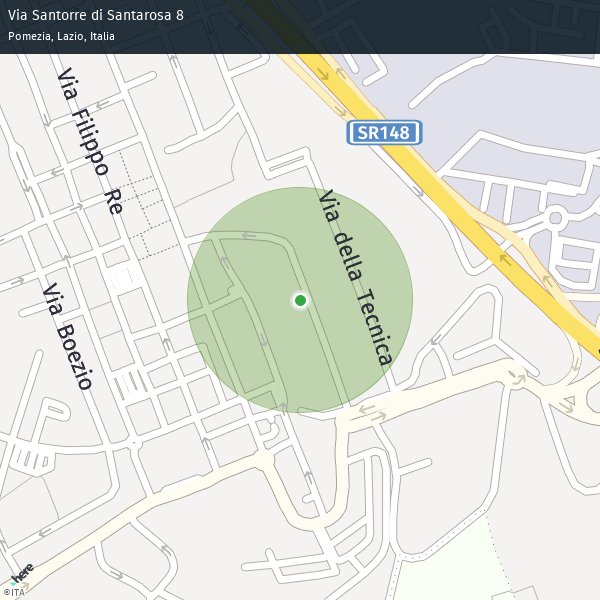 Via Santorre di Santarosa 8
Pomezia, Lazio, Italia
Via Filippo Re
SR148
Via della Tecnica
Via Boezio
here
©ITA